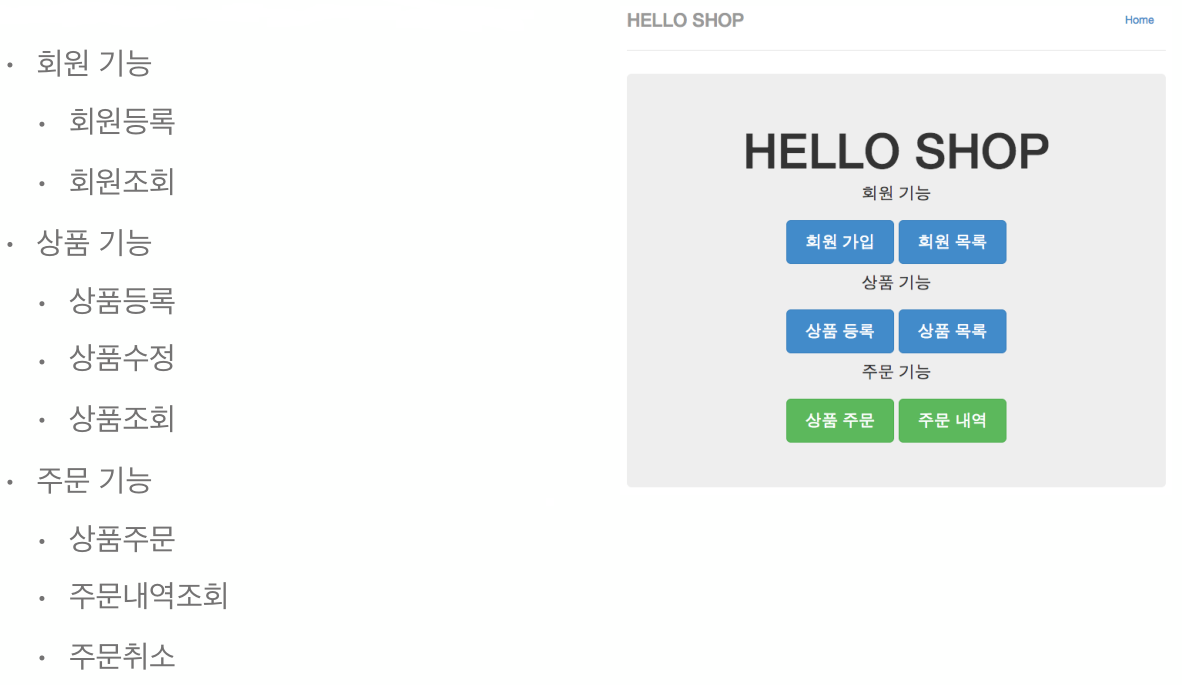 • 회원 기능
• 회원등록
• 회원조회
• 상품 기능
• 상품등록
• 상품수정
• 상품조회
• 주문 기능
• 상품주문
• 주문내역조회
• 주문취소
HELLO SHOP Home
HELLO SHOP
회원 기능
회원 가입 회원 목록
상품 기능
상품 등록 상품 목록
주문 기능
상품 주문 주문 내역